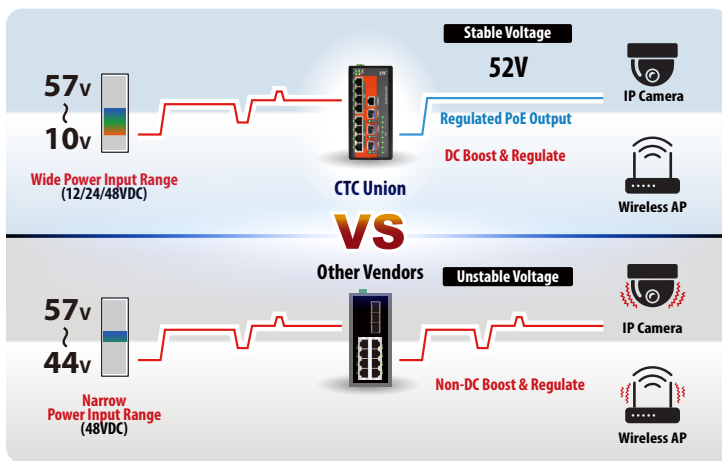 Stable Voltage
57v
~
10v
52V
IP Camera
Regulated PoE Output
DC Boost & Regulate
Wide Power Input Range
(12/24/48VDC)
CTC Union
Wireless AP
VS
Other Vendors
Unstable Voltage
57v
~
44v
IP Camera
Non-DC Boost & Regulate
Narrow
Power Input Range
(48VDC)
Wireless AP